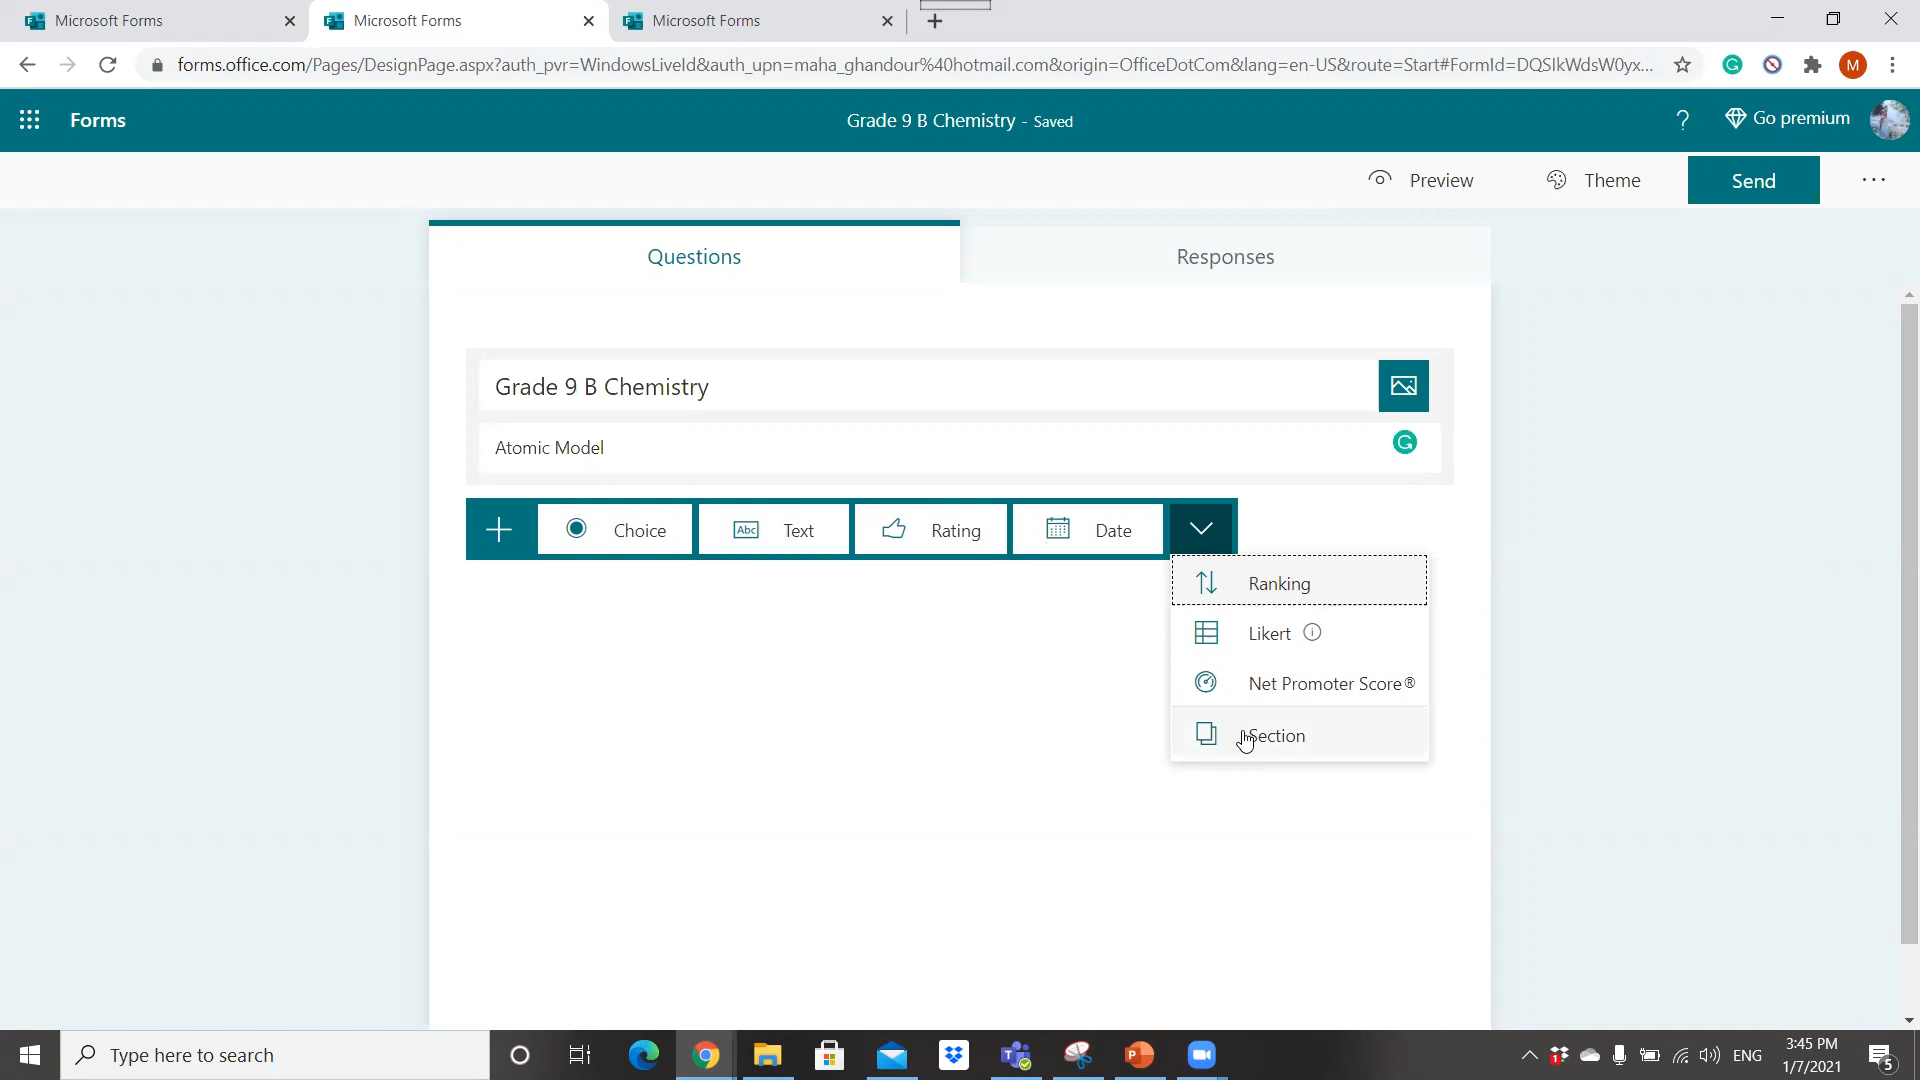 Microsoft Forms
Microsoft Forms
Microsoft Forms
forms.office.com/Pages/DesignPage.aspx?auth_pvr=WindowsLiveId&auth_upn=maha_ghandour%40hotmail.com&origin=OfficeDotCom&lang=en-US&route=Start#FormId=DQSIkWdsW0yx...
M
Forms
Grade 9 B Chemistry - Saved
?
Go premium
Preview
Theme
Send
Questions
Responses
Grade 9 B Chemistry
Atomic Model
Choice
Abc
Text
Rating
Date
Ranking
Likert
Net Promoter Score®
Section
Type here to search
ENG
3:45 PM
1/7/2021
5